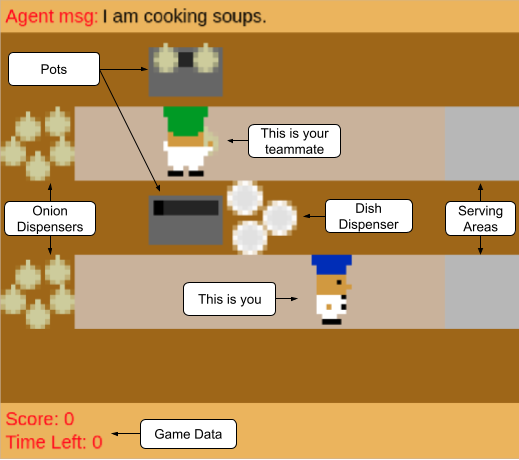 Agent msg: I am cooking soups.
Pots
This is your
teammate
Onion
Dispensers
Dish
Dispenser
Serving
Areas
This is you
Score: 0
Time Left: 0
Game Data